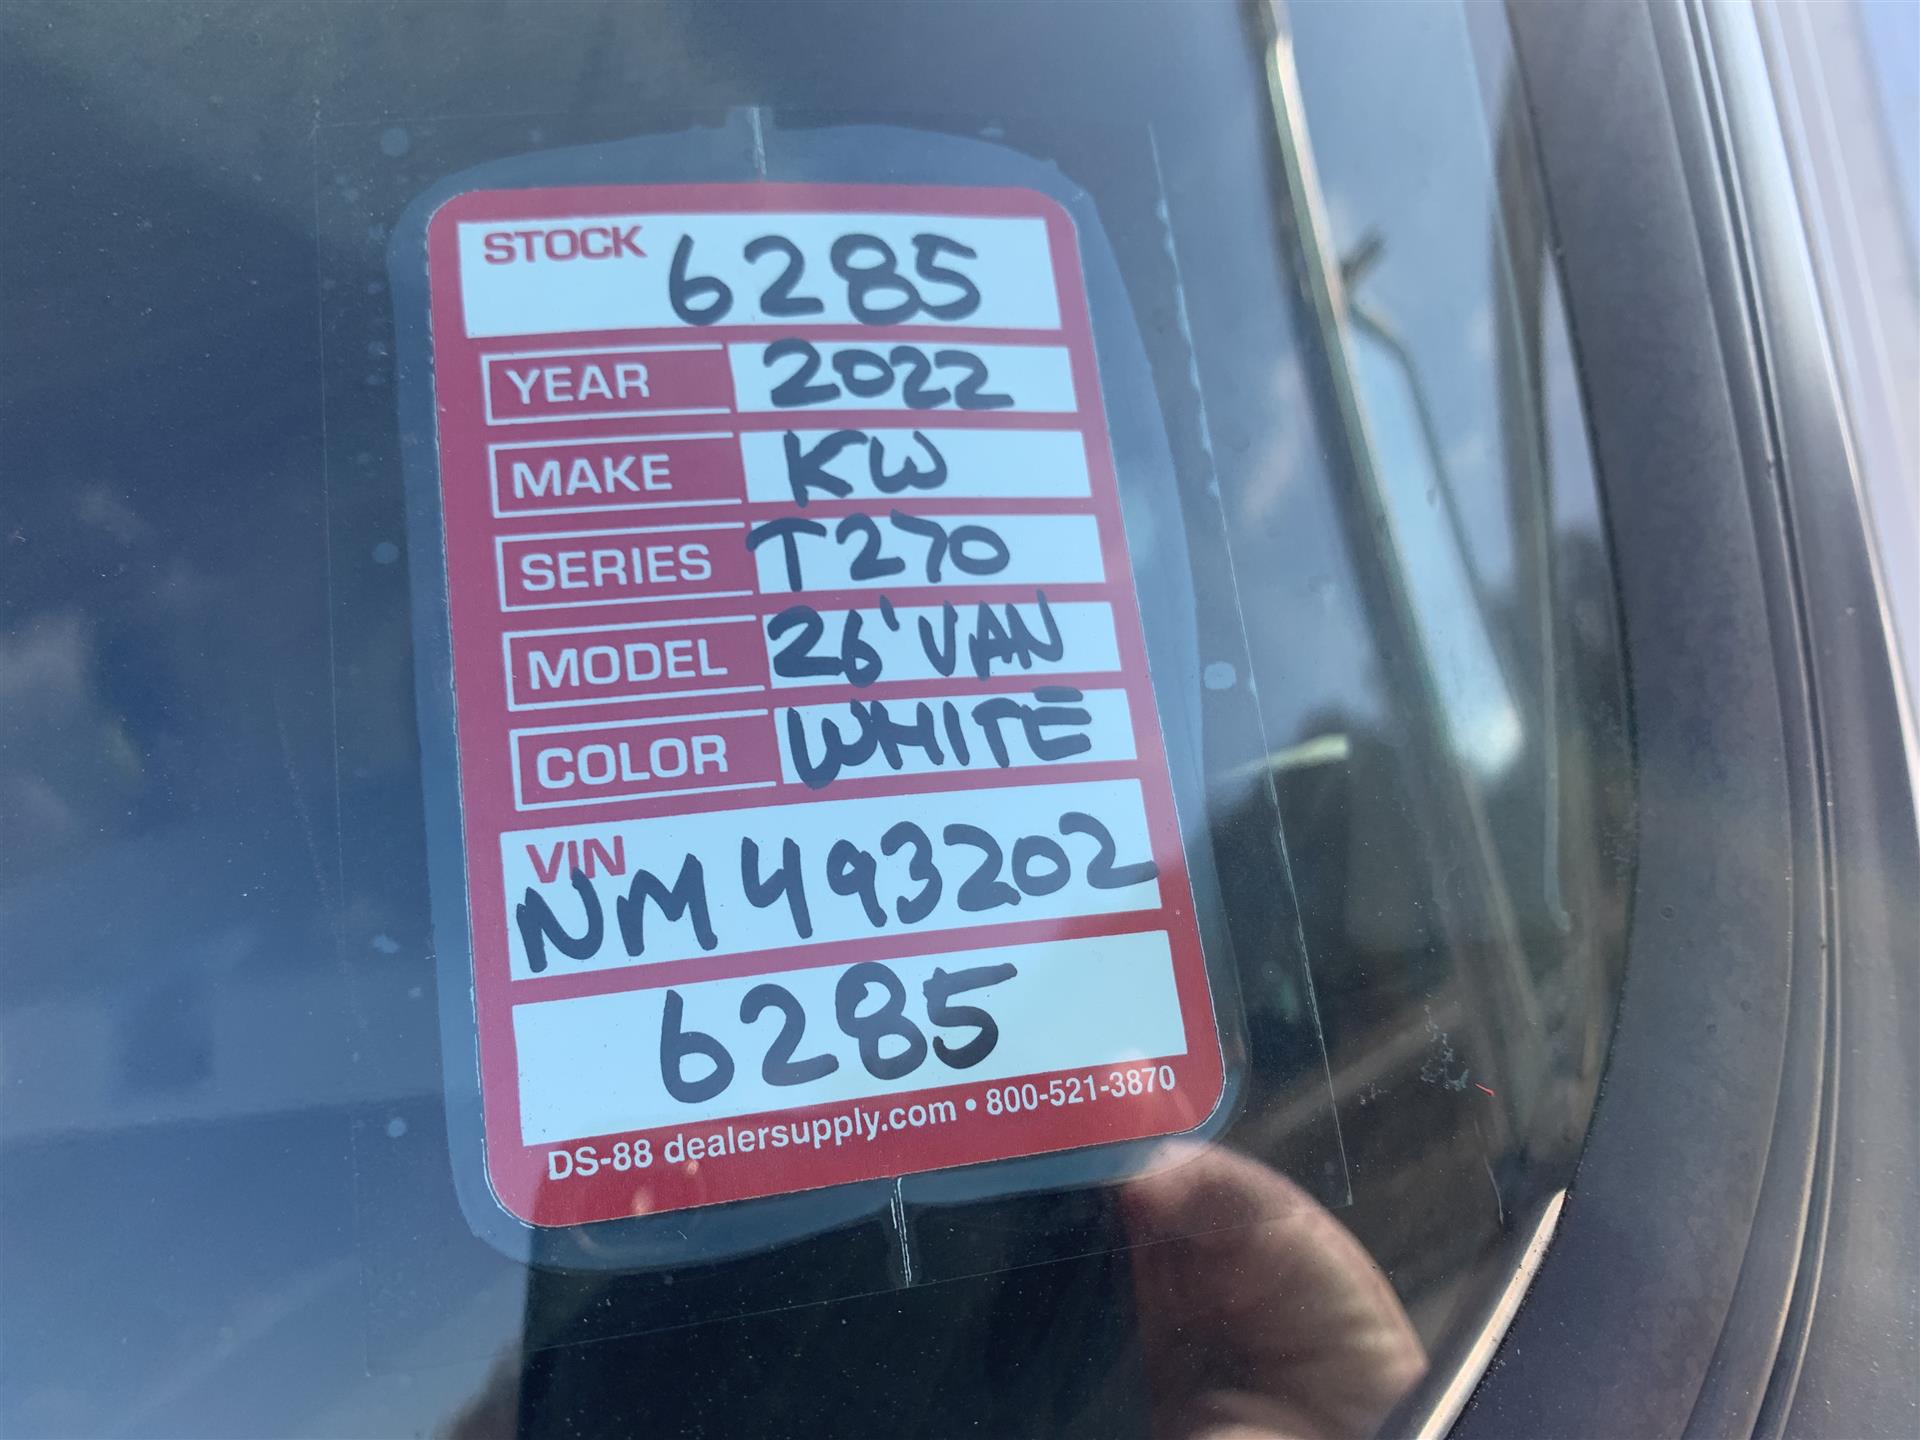 STOCK 6285
YEAR 2022
MAKE KW
SERIES T270
MODEL 26' VAN
COLOR WHITE
VIN
NM493202
6285
DS-88 dealersupply.com • 800-521-3870